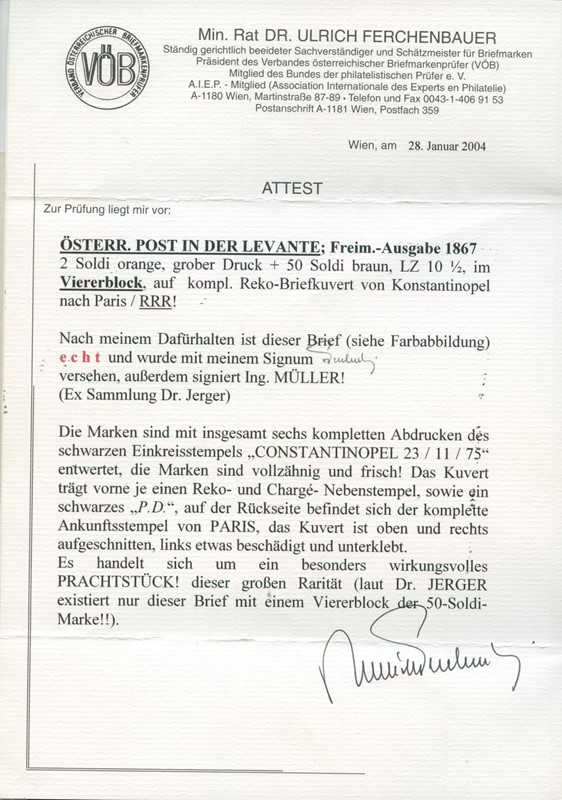 VERBAND ÖSTERREICHISCHER BRIEFMARKENPRÜFER
VÖB
Min. Rat DR. ULRICH FERCHENBAUER
Ständig gerichtlich beeideter Sachverständiger und Schätzmeister für Briefmarken
Präsident des Verbandes österreichischer Briefmarkenprüfer (VÖB)
Mitglied des Bundes der philatelistischen Prüfer e. V.
A.I.E.P. - Mitglied (Association Internationale des Experts en Philatelie)
A-1180 Wien, Martinstraße 87-89 • Telefon und Fax 0043-1-406 91 53
Postanschrift A-1181 Wien, Postfach 359
Wien, am 28. Januar 2004
ATTEST
Zur Prüfung liegt mir vor:
ÖSTERR. POST IN DER LEVANTE; Freim.-Ausgabe 1867
2 Soldi orange, grober Druck + 50 Soldi braun, LZ 10 ½, im
Viererblock, auf kompl. Reko-Briefkuvert von Konstantinopel
nach Paris / RRR!
Nach meinem Dafürhalten ist dieser Brief (siehe Farbabbildung)
echt und wurde mit meinem Signum
versehen, außerdem signiert Ing. MÜLLER!
(Ex Sammlung Dr. Jerger)
Die Marken sind mit insgesamt sechs kompletten Abdrucken des
schwarzen Einkreisstempels „CONSTANTINOPEL 23 / 11 / 75“
entwertet, die Marken sind vollzähnig und frisch! Das Kuvert
trägt vorne je einen Reko- und Chargé- Nebenstempel, sowie ein
schwarzes „P.D.“, auf der Rückseite befindet sich der komplette
Ankunftsstempel von PARIS, das Kuvert ist oben und rechts
aufgeschnitten, links etwas beschädigt und unterklebt.
Es handelt sich um ein besonders wirkungsvolles
PRACHTSTÜCK! dieser großen Rarität (laut Dr. JERGER
existiert nur dieser Brief mit einem Viererblock der 50-Soldi-
Marke!!).